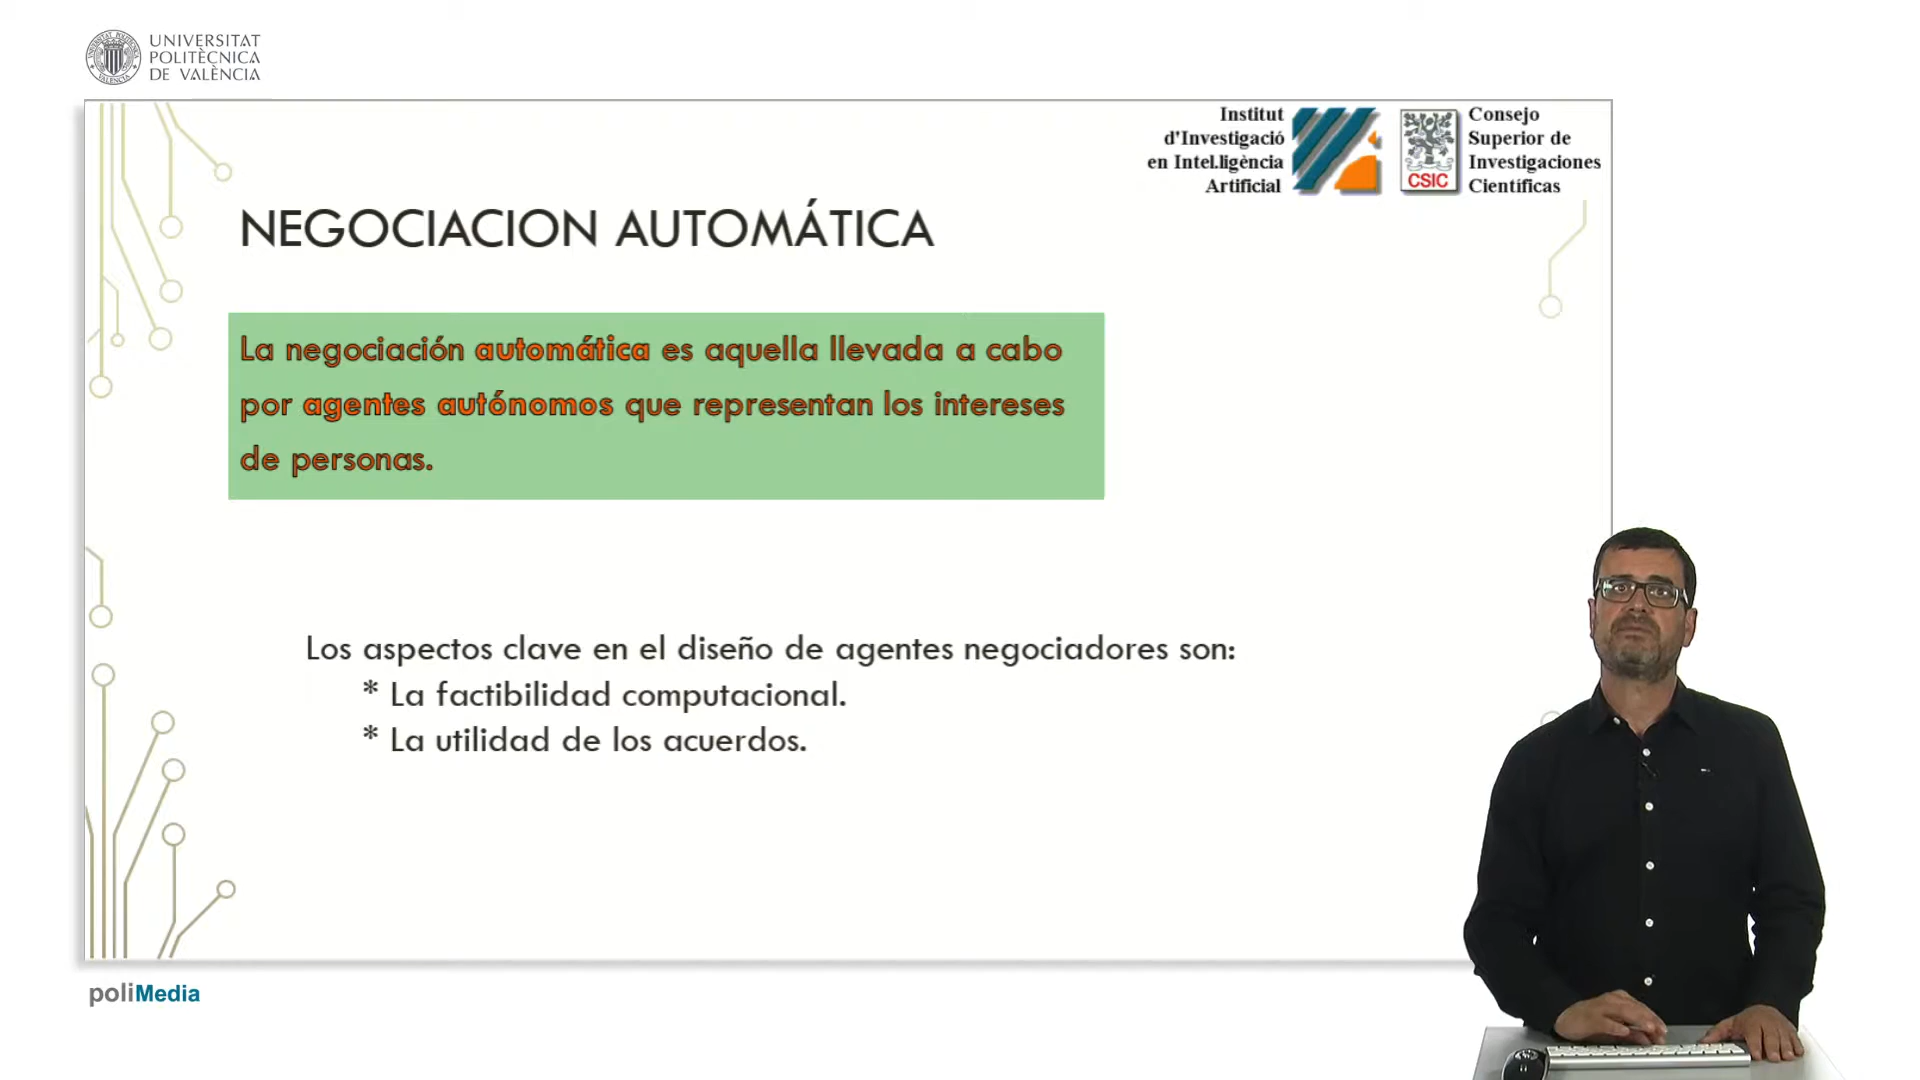 UNIVERSITAT
POLITÈCNICA
DE VALÈNCIA
Institut
d'Investigació
en Intel.ligència
Artificial
CSIC
Consejo
Superior de
Investigaciones
Científicas
NEGOCIACION AUTOMÁTICA
La negociación automática es aquella llevada a cabo
por agentes autónomos que representan los intereses
de personas.
Los aspectos clave en el diseño de agentes negociadores son:
* La factibilidad computacional.
* La utilidad de los acuerdos.
poliMedia